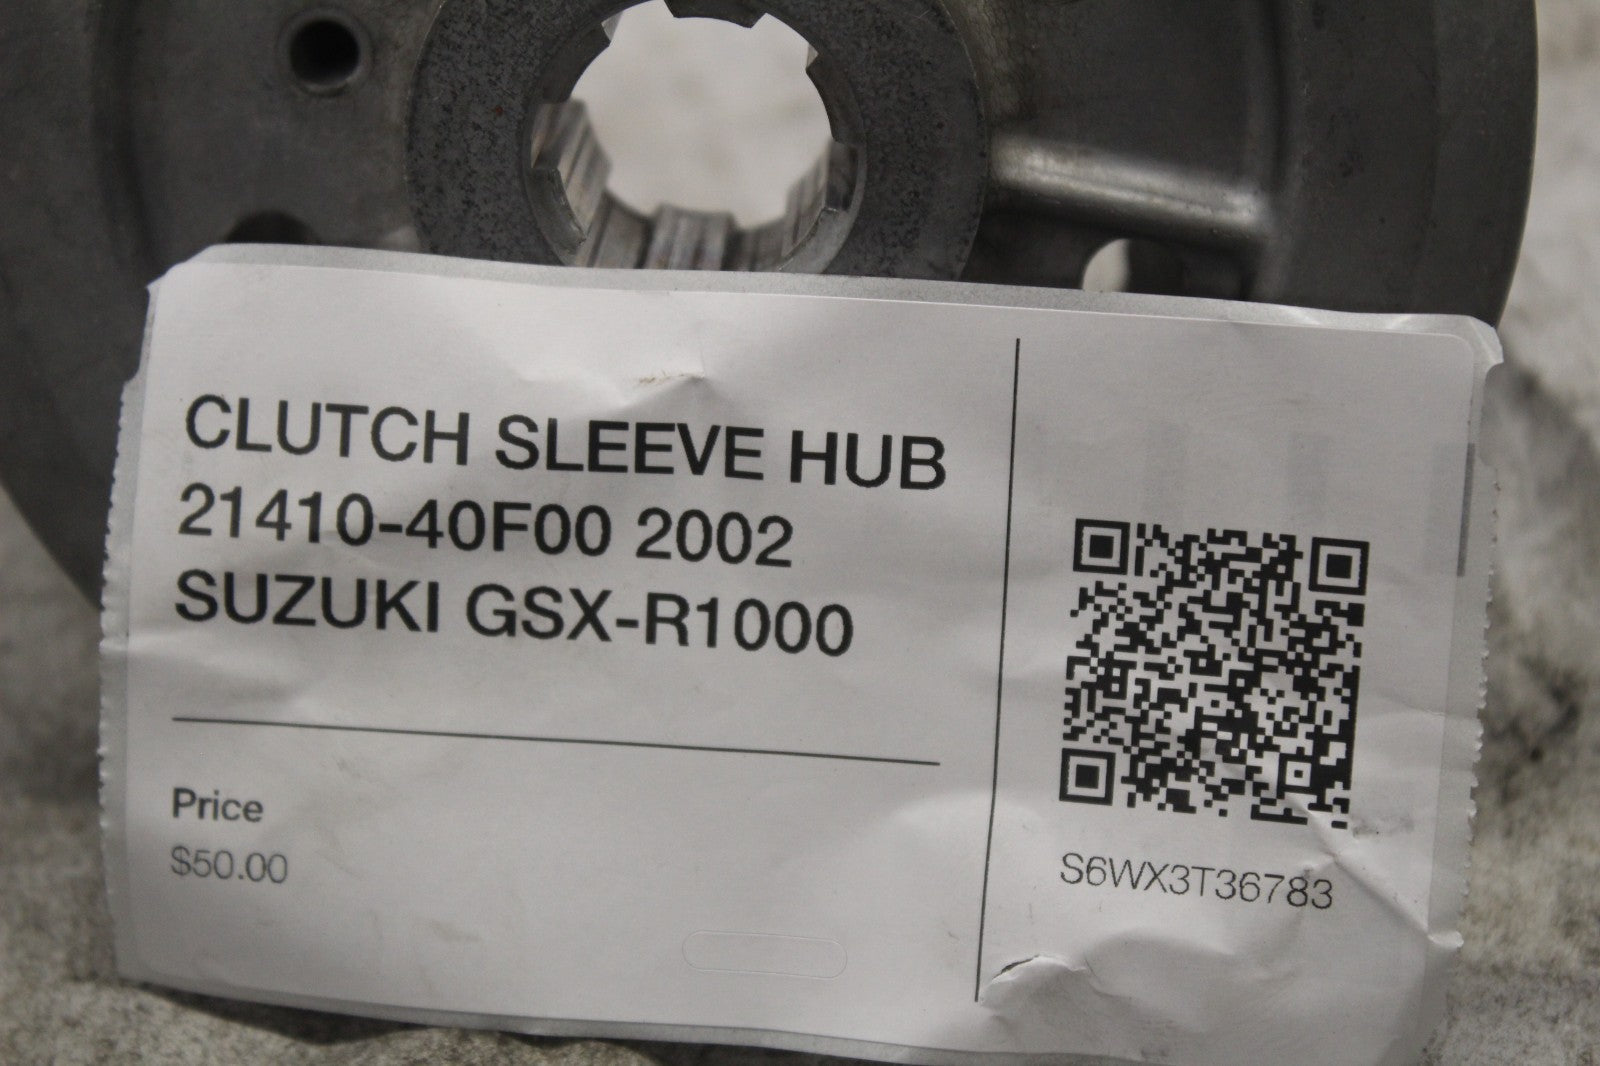 CLUTCH SLEEVE HUB
21410-40F00 2002
SUZUKI GSX-R1000
Price
$50.00
S6WX3T36783